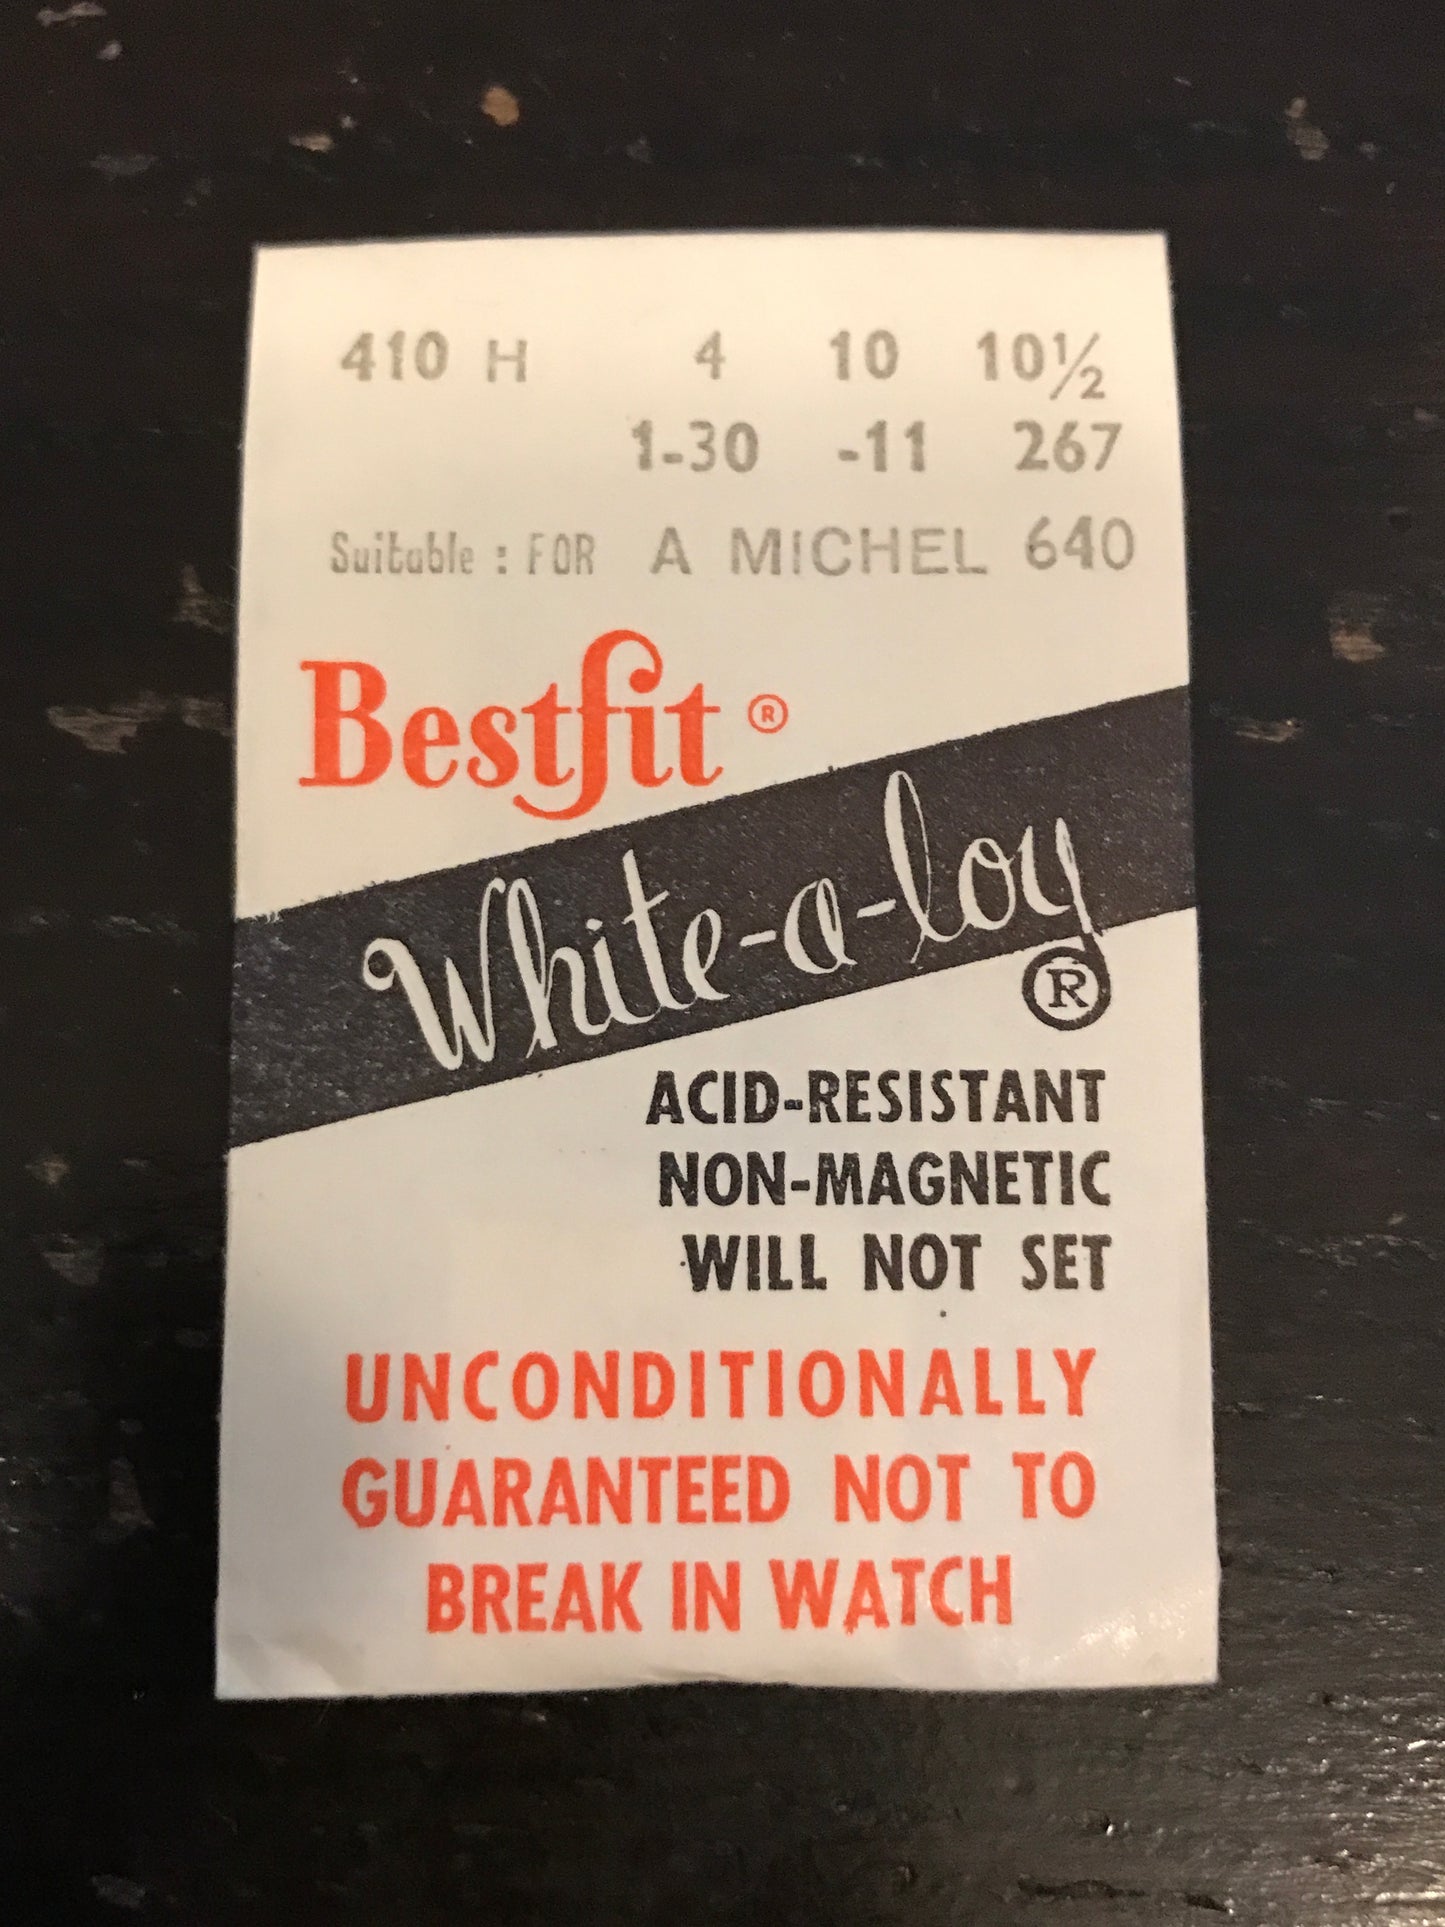 410 H 4 10 10½
1-30 -11 267
Suitable : FOR A MICHEL 640
Bestfit ®
White-a-loy
®
ACID-RESISTANT
NON-MAGNETIC
WILL NOT SET
UNCONDITIONALLY
GUARANTEED NOT TO
BREAK IN WATCH